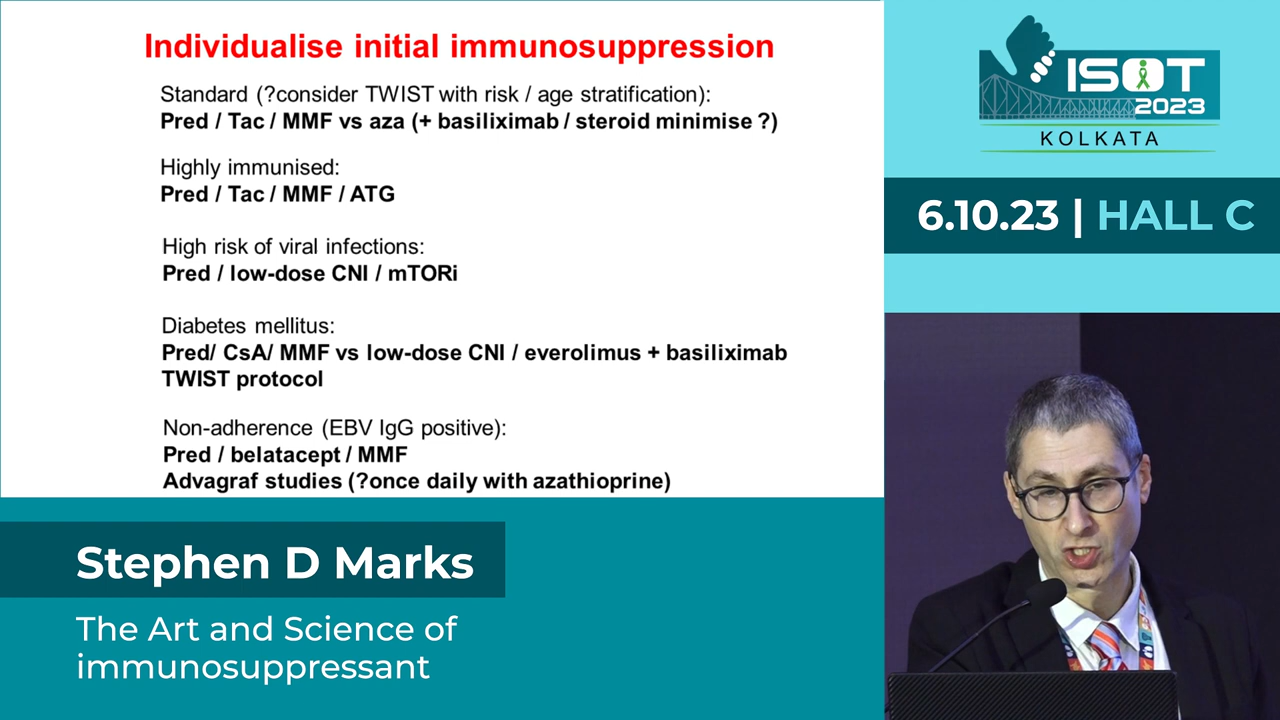 Individualise initial immunosuppression
Standard (?consider TWIST with risk / age stratification):
Pred / Tac / MMF vs aza (+ basiliximab / steroid minimise ?)
Highly immunised:
Pred / Tac / MMF / ATG
High risk of viral infections:
Pred / low-dose CNI / mTORi
Diabetes mellitus:
Pred/ CsA/ MMF vs low-dose CNI / everolimus + basiliximab
TWIST protocol
Non-adherence (EBV IgG positive):
Pred / belatacept / MMF
Advagraf studies (?once daily with azathioprine)
ISOT
2023
KOLKATA
6.10.23 | HALL C
Stephen D Marks
The Art and Science of
immunosuppressant